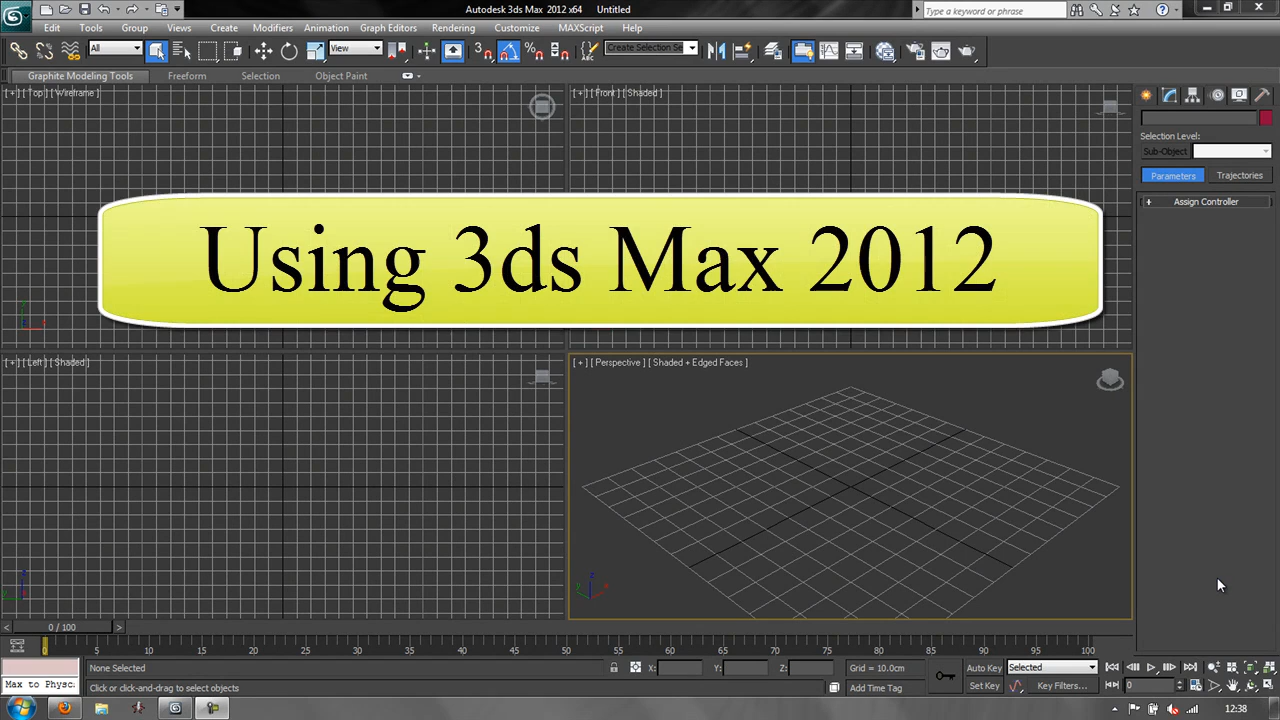 Autodesk 3ds Max 2012 x64 Untitled
Type a keyword or phrase
Edit Tools Group Views Create Modifiers Animation Graph Editors Rendering Customize MAXScript Help
All View 3 Create Selection Se
Graphite Modeling Tools Freeform Selection Object Paint
[ + ] [ Top ] [ Wireframe ]
[ + ] [ Front ] [ Shaded ]
Selection Level:
Sub-Object
Parameters Trajectories
+ Assign Controller
Using 3ds Max 2012
[ + ] [ Left ] [ Shaded ]
[ + ] [ Perspective ] [ Shaded + Edged Faces ]
< 0 / 100 >
0 5 10 15 20 25 30 35 40 45 50 55 60 65 70 75 80 85 90 95 100
None Selected X: Y: Z: Grid = 10.0cm Auto Key Selected
Max to Physc Click or click-and-drag to select objects Add Time Tag Set Key Key Filters... 0
12:38